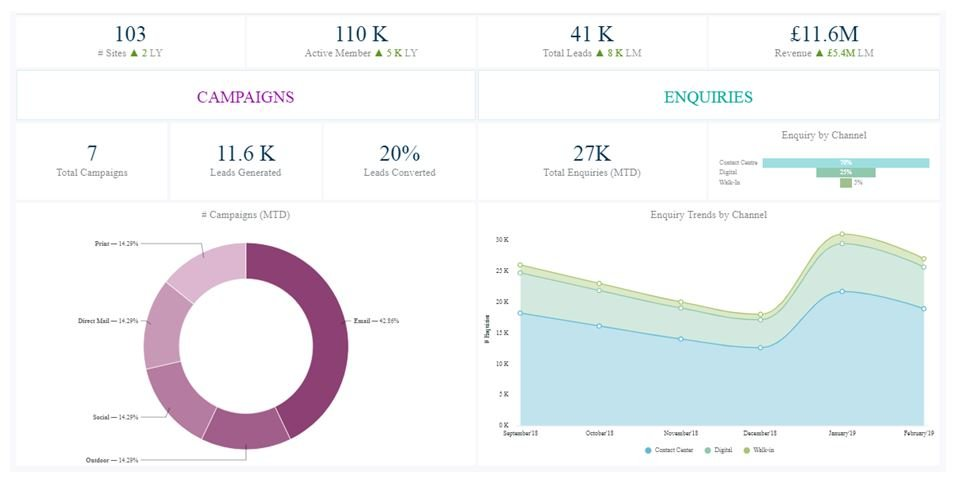 103
# Sites ▲ 2 LY
110 K
Active Member ▲ 5 K LY
41 K
Total Leads ▲ 8 K LM
£11.6M
Revenue ▲ £5.4M LM
CAMPAIGNS
ENQUIRIES
7
Total Campaigns
11.6 K
Leads Generated
20%
Leads Converted
27K
Total Enquiries (MTD)
Enquiry by Channel
Contact Centre 70%
Digital 25%
Walk-In 5%
# Campaigns (MTD)
Print — 14.29%
Direct Mail — 14.29%
Email — 42.86%
Social — 14.29%
Outdoor — 14.29%
Enquiry Trends by Channel
# Enquiries
30 K
25 K
20 K
15 K
10 K
5 K
0 K
September'18 October'18 November'18 December'18 January'19 February'19
Contact Center Digital Walk-in